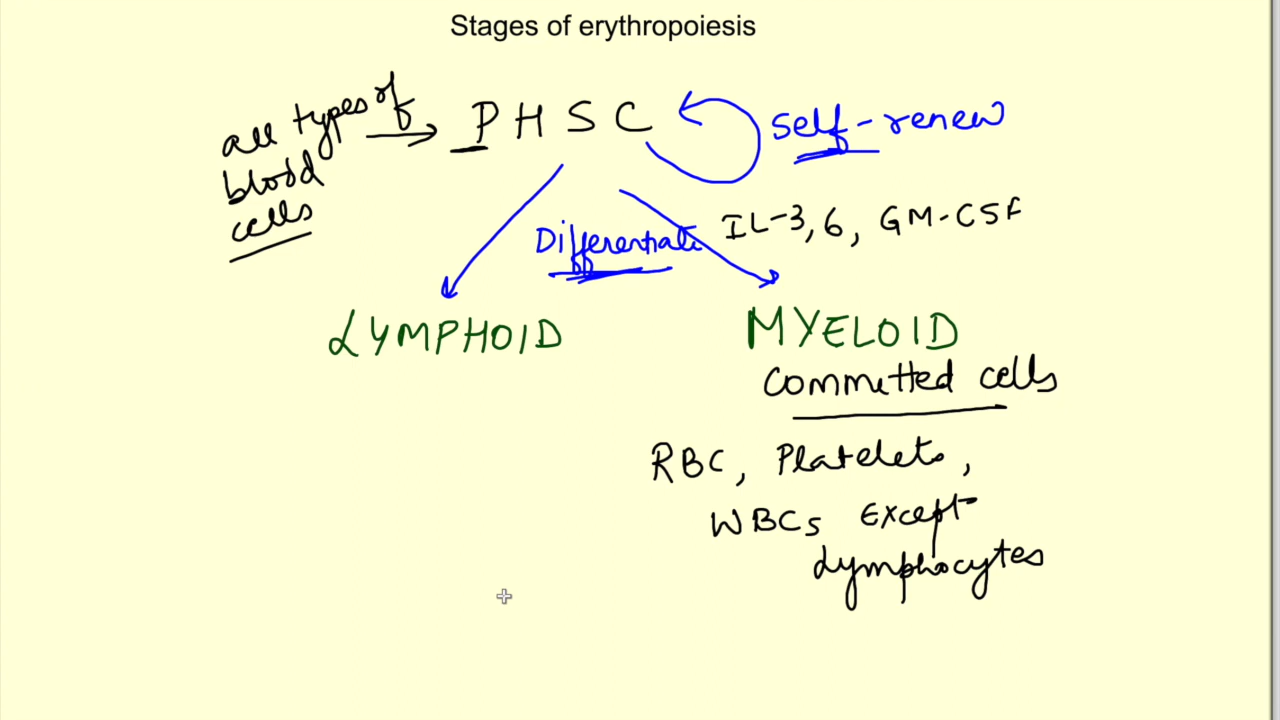 Stages of erythropoiesis
all types of
blood
cells
PHSC
self-renew
Differentiate
IL-3,6, GM-CSF
LYMPHOID
MYELOID
Committed cells
RBC, Platelets,
WBCs Except
Lymphocytes